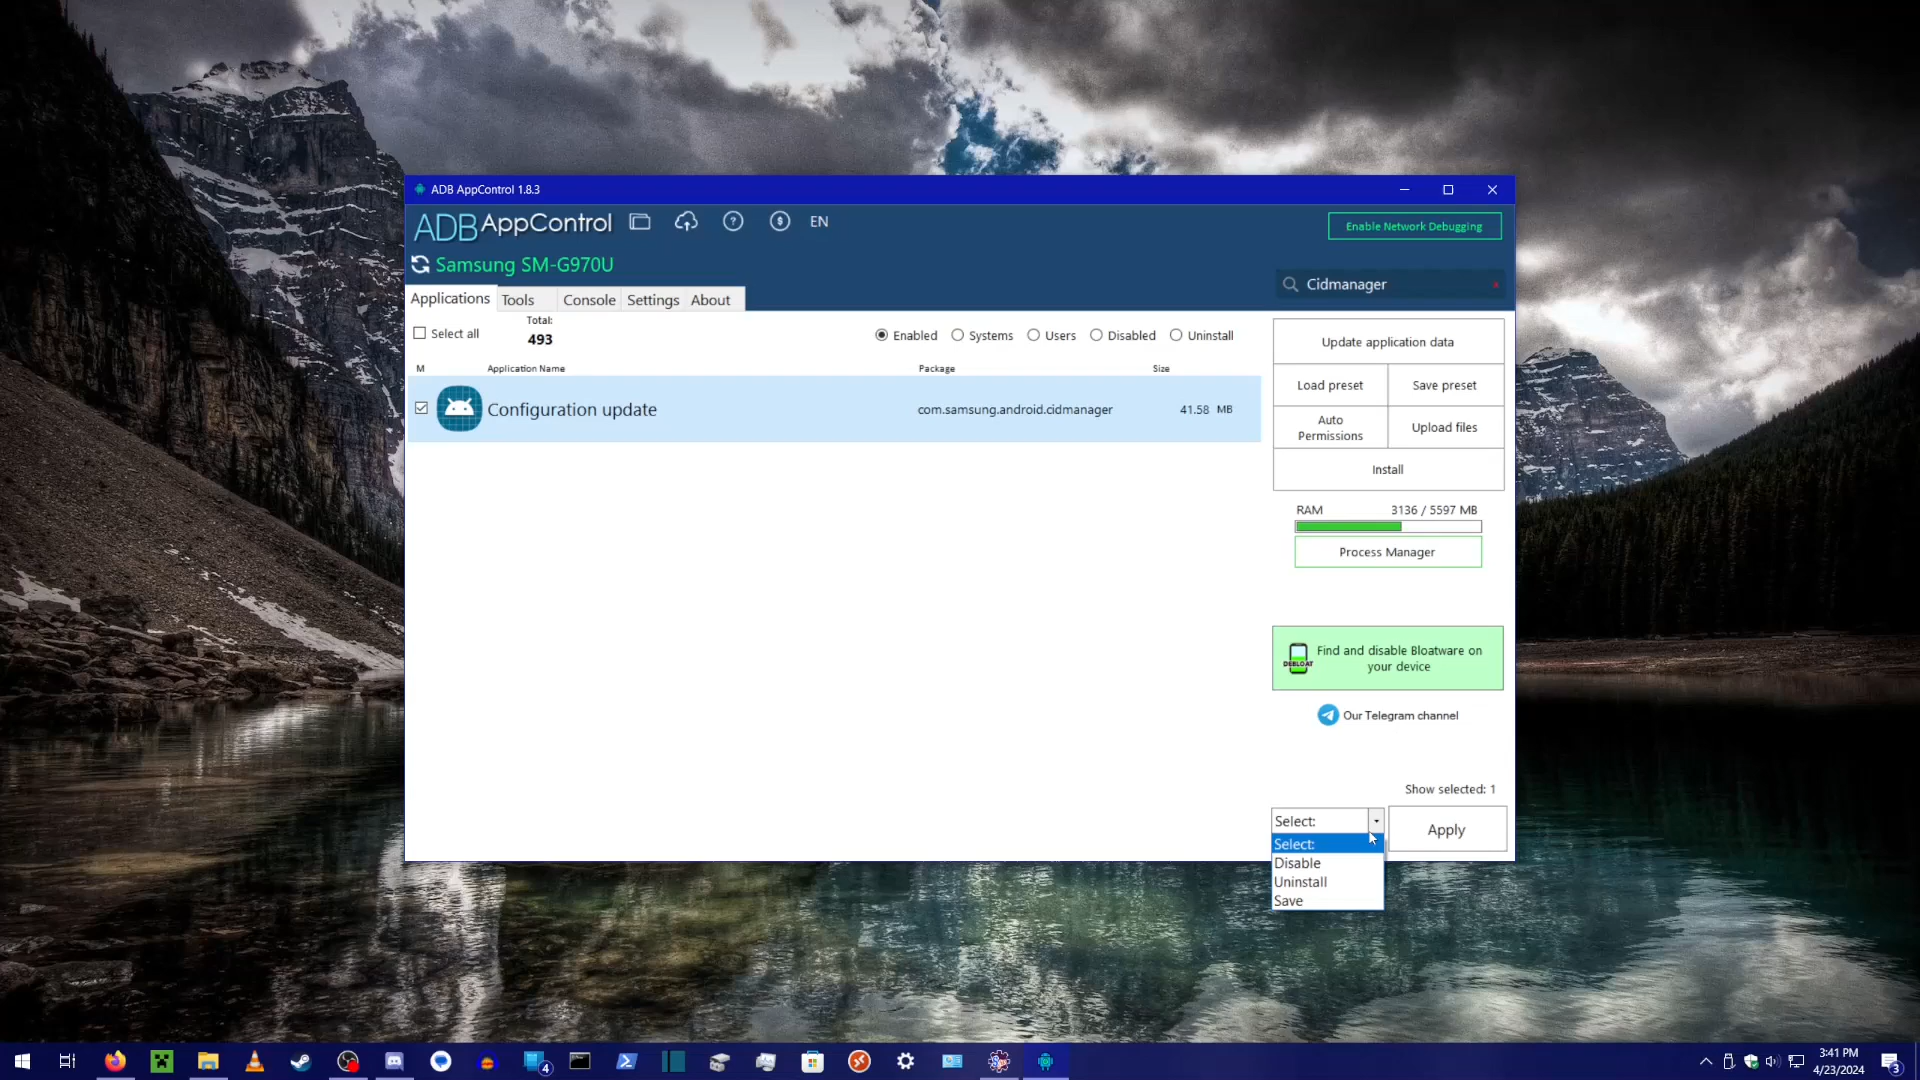 ADB AppControl 1.8.3
ADB AppControl EN
Enable Network Debugging
Samsung SM-G970U
Cidmanager x
Applications Tools Console Settings About
Select all
Total:
493
Enabled Systems Users Disabled Uninstall
M Application Name Package Size
Configuration update com.samsung.android.cidmanager 41.58 MB
Update application data
Load preset Save preset
Auto
Permissions
Upload files
Install
RAM 3136 / 5597 MB
Process Manager
DEBLOAT
Find and disable Bloatware on
your device
Our Telegram channel
Show selected: 1
Select:
Apply
Select:
Disable
Uninstall
Save
4
3:41 PM
4/23/2024
3